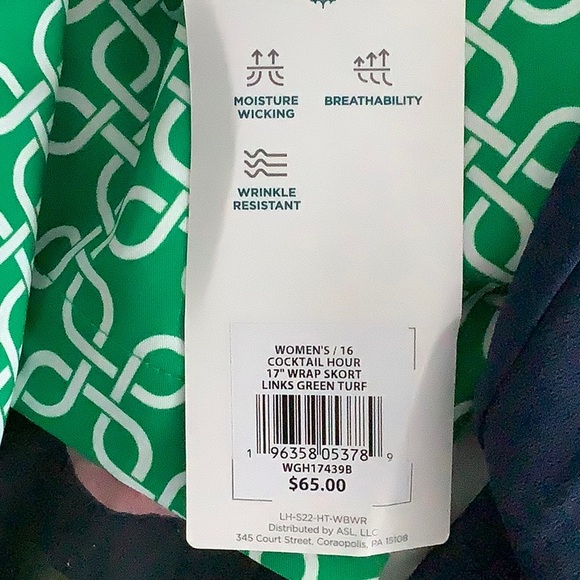 MOISTURE
WICKING
BREATHABILITY
WRINKLE
RESISTANT
WOMEN'S / 16
COCKTAIL HOUR
17" WRAP SKORT
LINKS GREEN TURF
1 96358 05378 9
WGH17439B
$65.00
LH-S22-HT-WBWR
Distributed by ASL, LLC
345 Court Street, Coraopolis, PA 15108